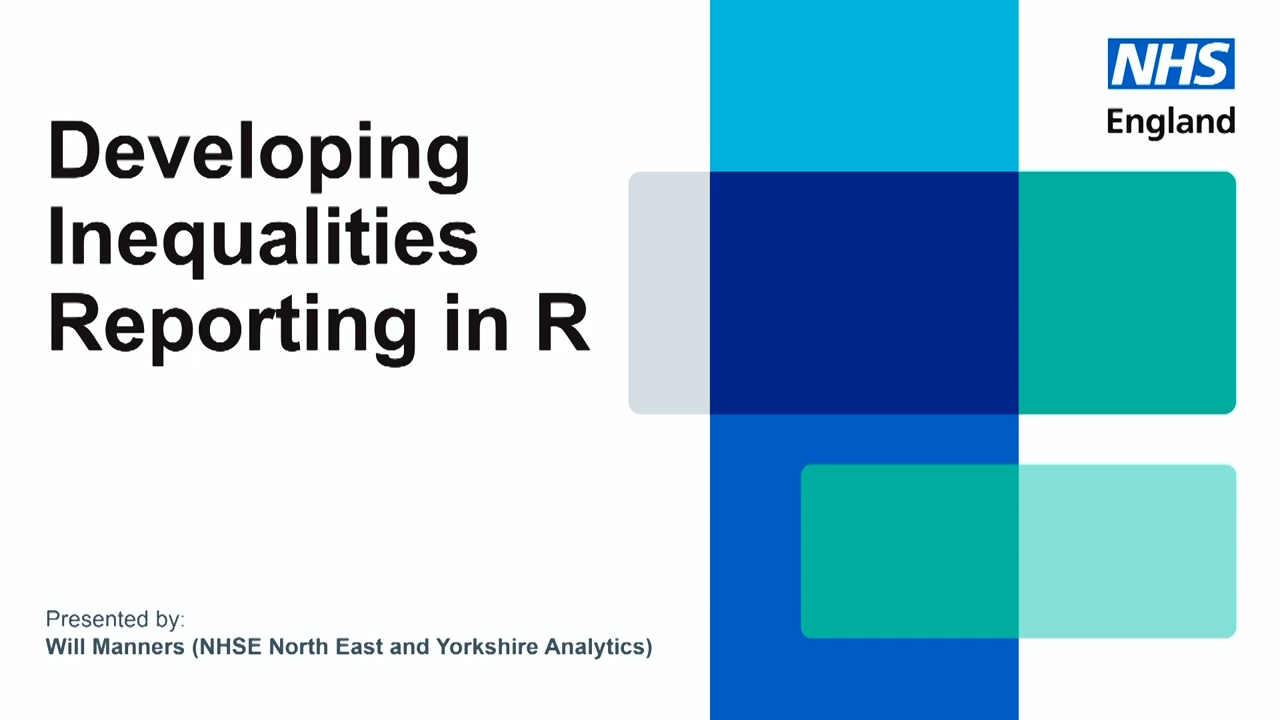 Developing
Inequalities
Reporting in R
NHS
England
Presented by:
Will Manners (NHSE North East and Yorkshire Analytics)